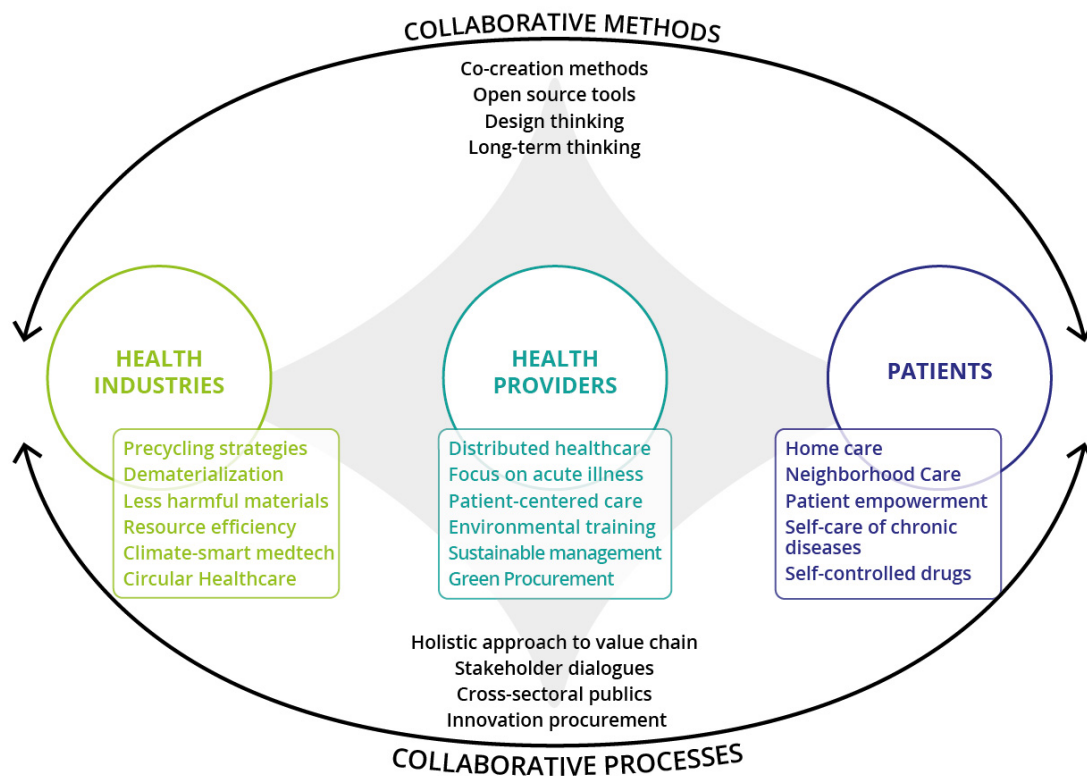 COLLABORATIVE METHODS
Co-creation methods
Open source tools
Design thinking
Long-term thinking
HEALTH
INDUSTRIES
Precycling strategies
Dematerialization
Less harmful materials
Resource efficiency
Climate-smart medtech
Circular Healthcare
HEALTH
PROVIDERS
Distributed healthcare
Focus on acute illness
Patient-centered care
Environmental training
Sustainable management
Green Procurement
PATIENTS
Home care
Neighborhood Care
Patient empowerment
Self-care of chronic
diseases
Self-controlled drugs
Holistic approach to value chain
Stakeholder dialogues
Cross-sectoral publics
Innovation procurement
COLLABORATIVE PROCESSES